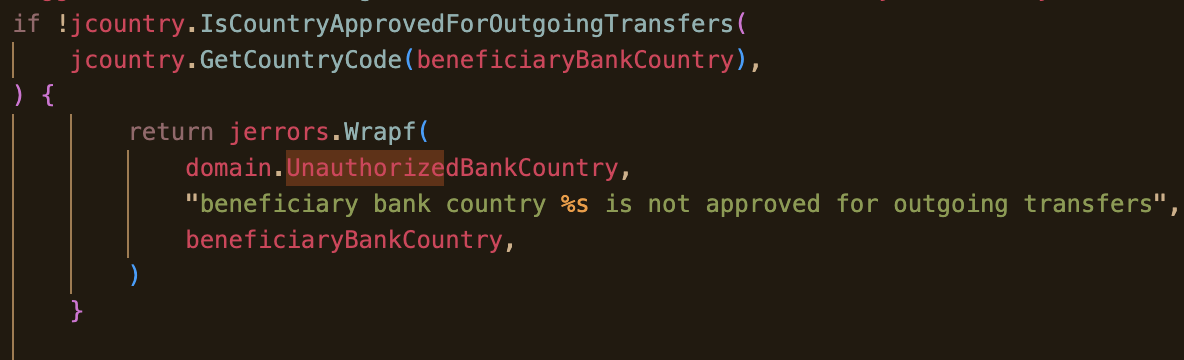 if !jcountry.IsCountryApprovedForOutgoingTransfers(
jcountry.GetCountryCode(beneficiaryBankCountry),
) {
return jerrors.Wrapf(
domain.UnauthorizedBankCountry,
"beneficiary bank country %s is not approved for outgoing transfers",
beneficiaryBankCountry,
)
}